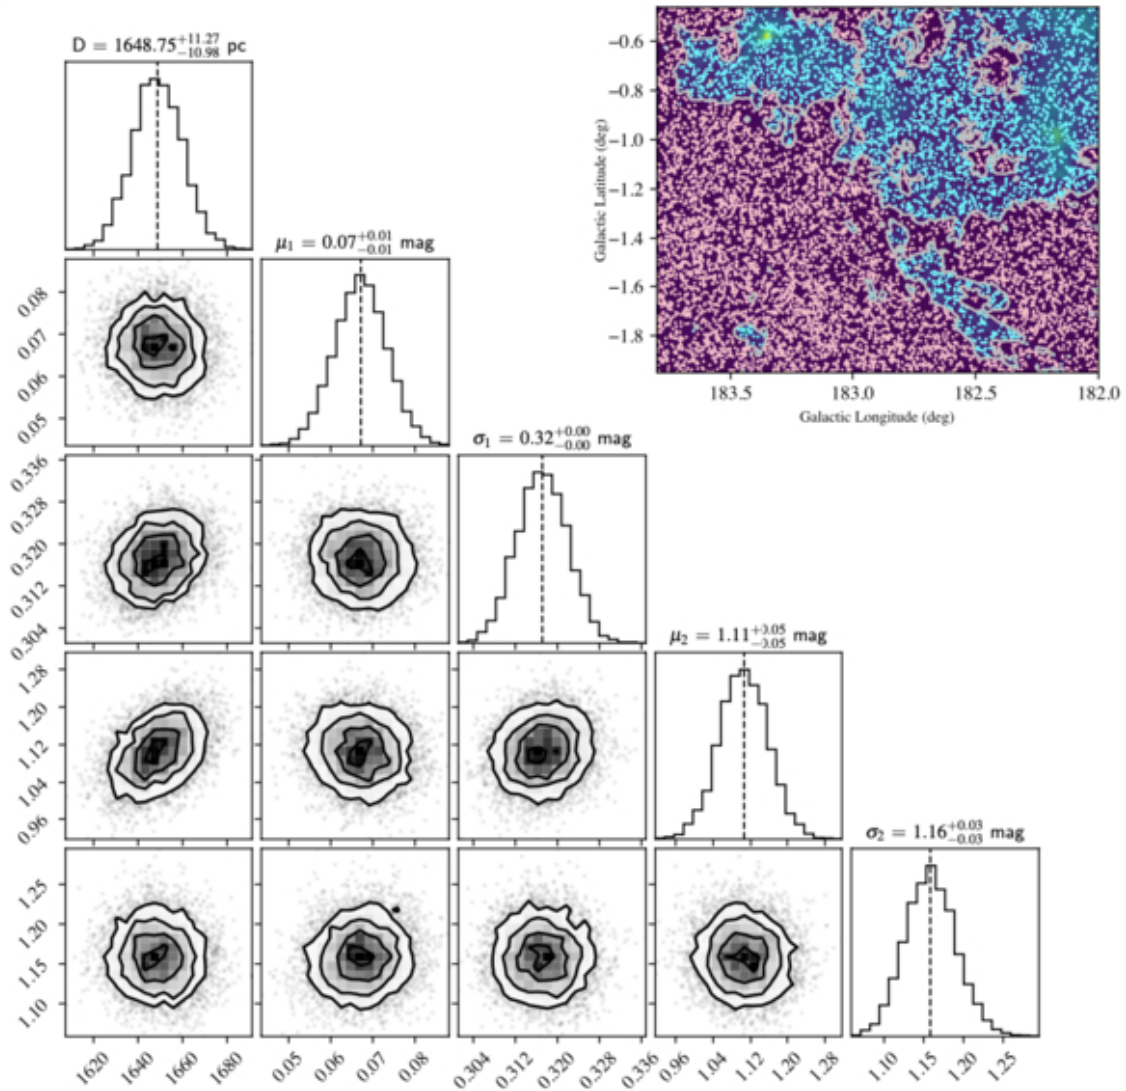 D = 1648.75 +11.27 −10.98 pc
−0.6
−0.8
−1.0
−1.2
−1.4
−1.6
−1.8
Galactic Latitude (deg)
183.5 183.0 182.5 182.0
Galactic Longitude (deg)
μ1 = 0.07 +0.01 −0.01 mag
0.08
0.07
0.06
0.05
σ1 = 0.32 +0.00 −0.00 mag
0.336
0.328
0.320
0.312
0.304
μ2 = 1.11 +0.05 −0.05 mag
1.28
1.20
1.12
1.04
0.96
σ2 = 1.16 +0.03 −0.03 mag
1.25
1.20
1.15
1.10
1620 1640 1660 1680 0.05 0.06 0.07 0.08 0.304 0.312 0.320 0.328 0.336 0.96 1.04 1.12 1.20 1.28 1.10 1.15 1.20 1.25